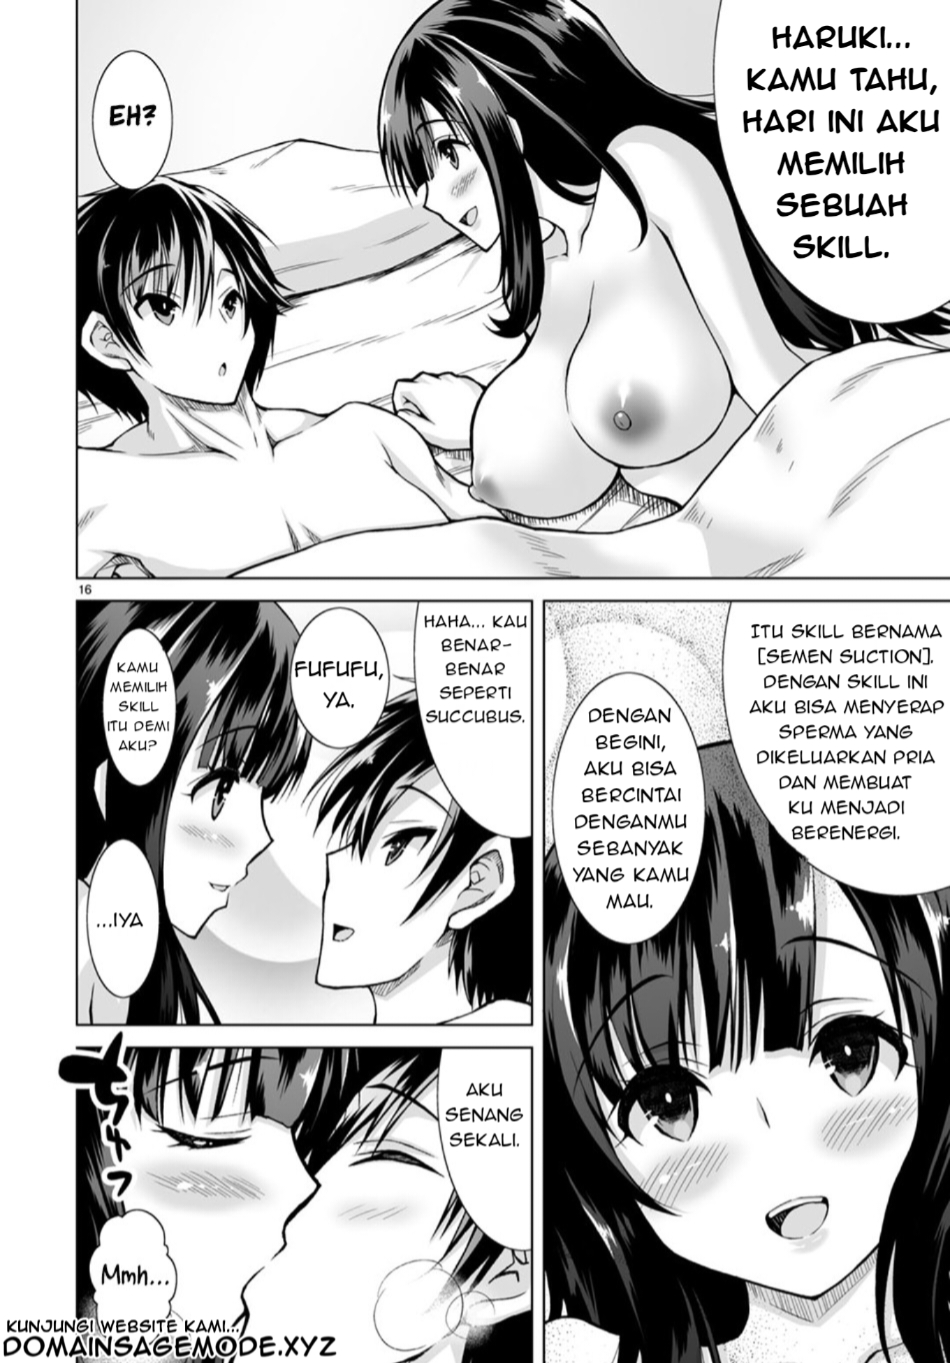 HARUKI...
KAMU TAHU,
HARI INI AKU
MEMILIH
SEBUAH
SKILL.
EH?
16
ITU SKILL BERNAMA
[SEMEN SUCTION].
DENGAN SKILL INI
AKU BISA MENYERAP
SPERMA YANG
DIKELUARKAN PRIA
DAN MEMBUAT
KU MENJADI
BERENERGI.
DENGAN
BEGINI,
AKU BISA
BERCINTAI
DENGANMU
SEBANYAK
YANG KAMU
MAU.
HAHA... KAU
BENAR-
BENAR
SEPERTI
SUCCUBUS.
FUFUFU,
YA.
KAMU
MEMILIH
SKILL
ITU DEMI
AKU?
...IYA
AKU
SENANG
SEKALI.
Mmh...
KUNJUNGI WEBSITE KAMI...
DOMAINSAGEMODE.XYZ